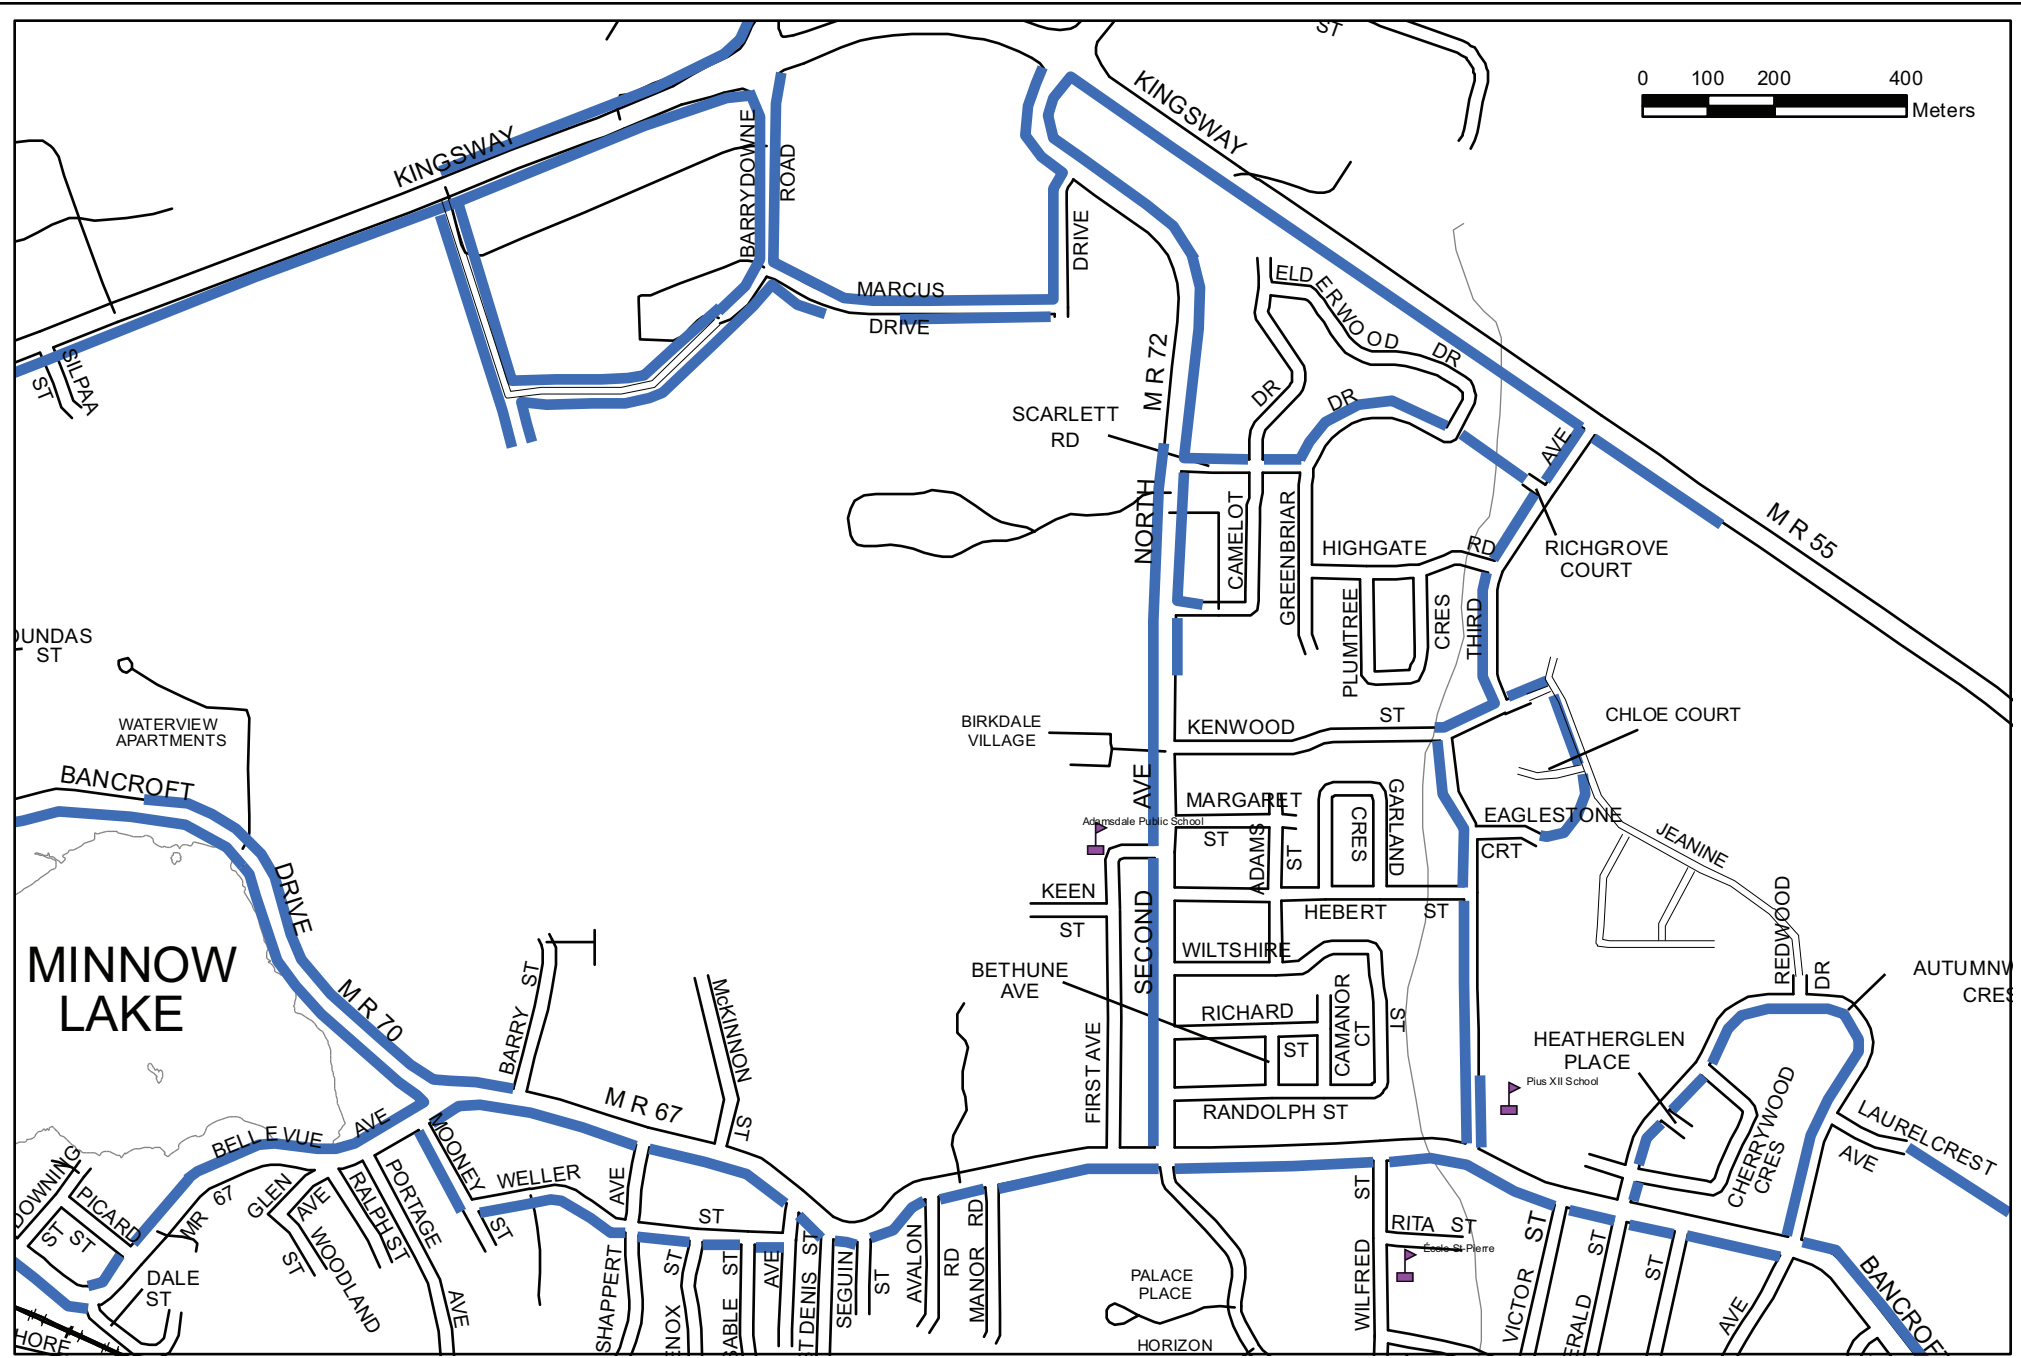 ST
0 100 200 400
Meters
KINGSWAY
KINGSWAY
BARRYDOWNE
ROAD
DRIVE
MARCUS
DRIVE
ELDERWOOD DR
M R 72
DR
DR
SILPAA
ST
SCARLETT
RD
AVE
M R 55
NORTH
CAMELOT
GREENBRIAR
HIGHGATE RD
RICHGROVE
COURT
PLUMTREE
CRES
THIRD
ST
WATERVIEW
APARTMENTS
BIRKDALE
VILLAGE
KENWOOD ST
CHLOE COURT
BANCROFT
DRIVE
AVE
MARGARET
ST
ADAMS
ST
CRES
GARLAND
EAGLESTONE
CRT
JEANINE
Adamsdale Public School
KEEN
ST
SECOND
HEBERT ST
REDWOOD
DR
MINNOW
LAKE
M R 70
BETHUNE
AVE
WILTSHIRE
ST
RICHARD
ST
CAMANOR
CT
HEATHERGLEN
PLACE
BARRY ST
McKINNON
ST
FIRST AVE
RANDOLPH ST
Pius XII School
M R 67
BELLEVUE AVE
MOONEY
ST
WELLER
ST
AVE
CHERRYWOOD
CRES
LAURELCREST
AVE
DOWNING
ST
PICARD
ST
MR 67
GLEN
AVE
ST
WOODLAND
RALPH ST
PORTAGE
AVE
DALE
ST
SHAPPERT
ST
ST
AVE
ST DENIS ST
SEGUIN
ST
AVALON
RD
MANOR RD
PALACE
PLACE
HORIZON
WILFRED
ST
RITA ST
École St-Pierre
VICTOR
ST
ST
ST
AVE